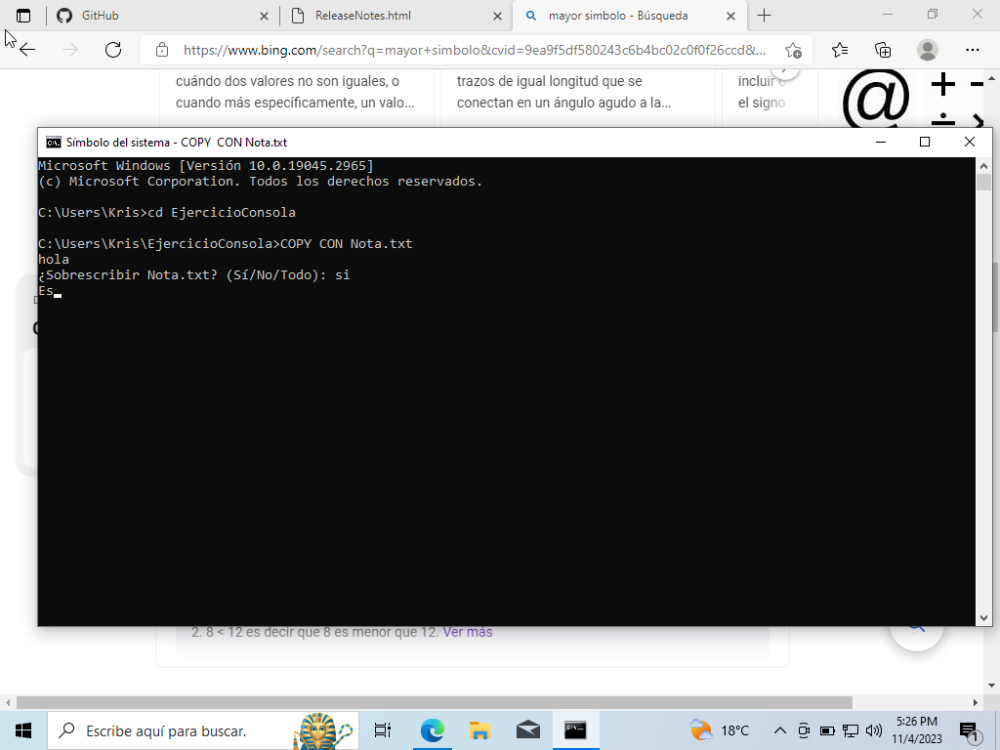 GitHub
ReleaseNotes.html
mayor simbolo - Búsqueda
https://www.bing.com/search?q=mayor+simbolo&cvid=9ea9f5df580243c6b4bc02c0f0f26ccd&...
cuándo dos valores no son iguales, o
cuando más específicamente, un valo...
trazos de igual longitud que se
conectan en un ángulo agudo a la...
incluir
el signo
Símbolo del sistema - COPY CON Nota.txt
Microsoft Windows [Versión 10.0.19045.2965]
(c) Microsoft Corporation. Todos los derechos reservados.
C:\Users\Kris>cd EjercicioConsola
C:\Users\Kris\EjercicioConsola>COPY CON Nota.txt
hola
¿Sobrescribir Nota.txt? (Sí/No/Todo): si
Es
2. 8 < 12 es decir que 8 es menor que 12. Ver más
Escribe aquí para buscar.
18°C
5:26 PM
11/4/2023
1